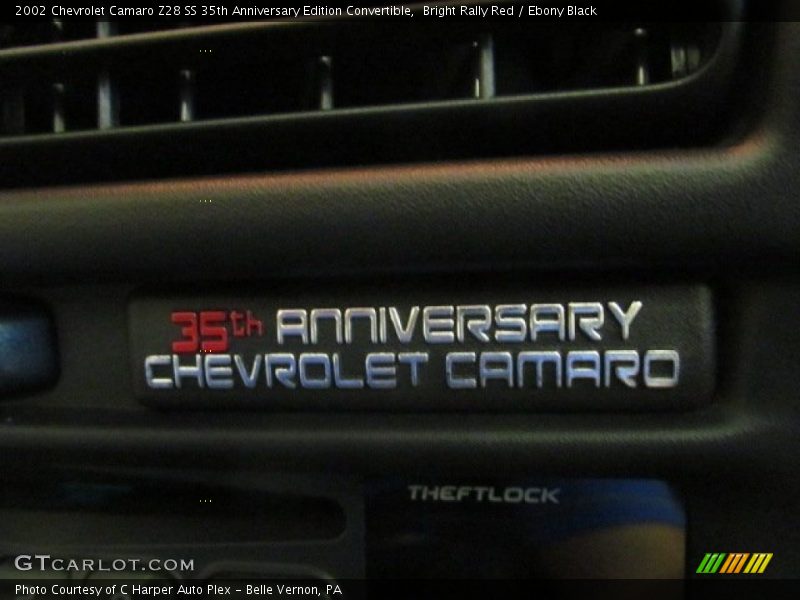 2002 Chevrolet Camaro Z28 SS 35th Anniversary Edition Convertible,  Bright Rally Red / Ebony Black
35th ANNIVERSARY
CHEVROLET CAMARO
THEFTLOCK
GTCARLOT.COM
Photo Courtesy of C Harper Auto Plex - Belle Vernon, PA